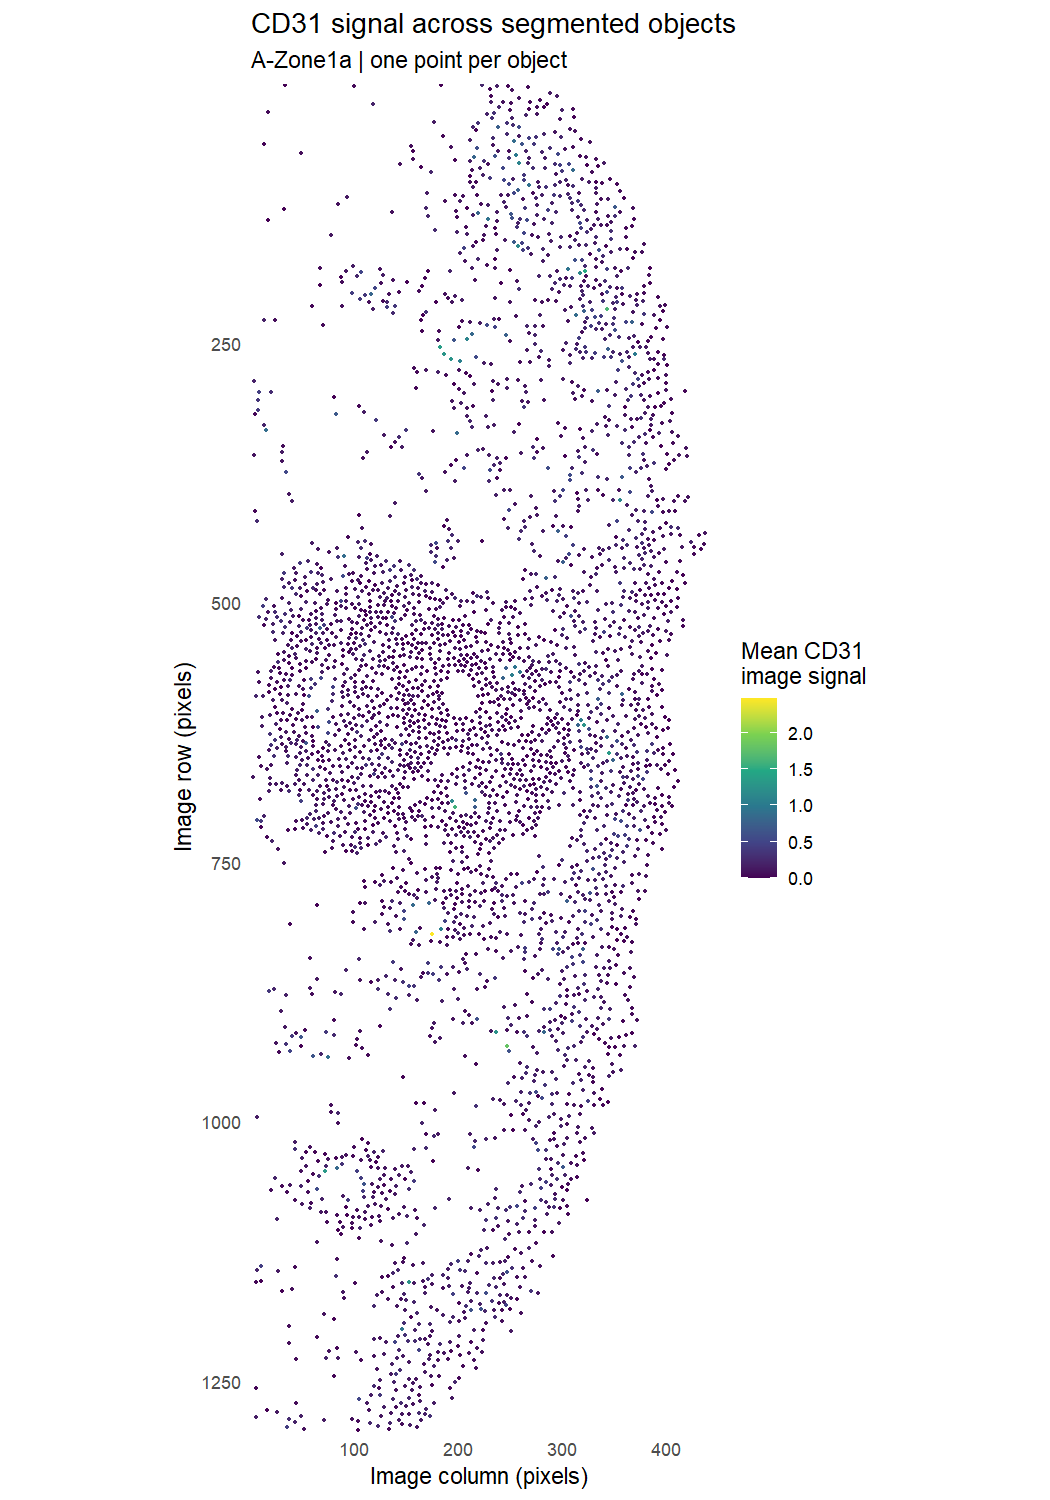 CD31 signal across segmented objects
A-Zone1a | one point per object
250
500
750
1000
1250
Image row (pixels)
100
200
300
400
Image column (pixels)
Mean CD31
image signal
2.0
1.5
1.0
0.5
0.0